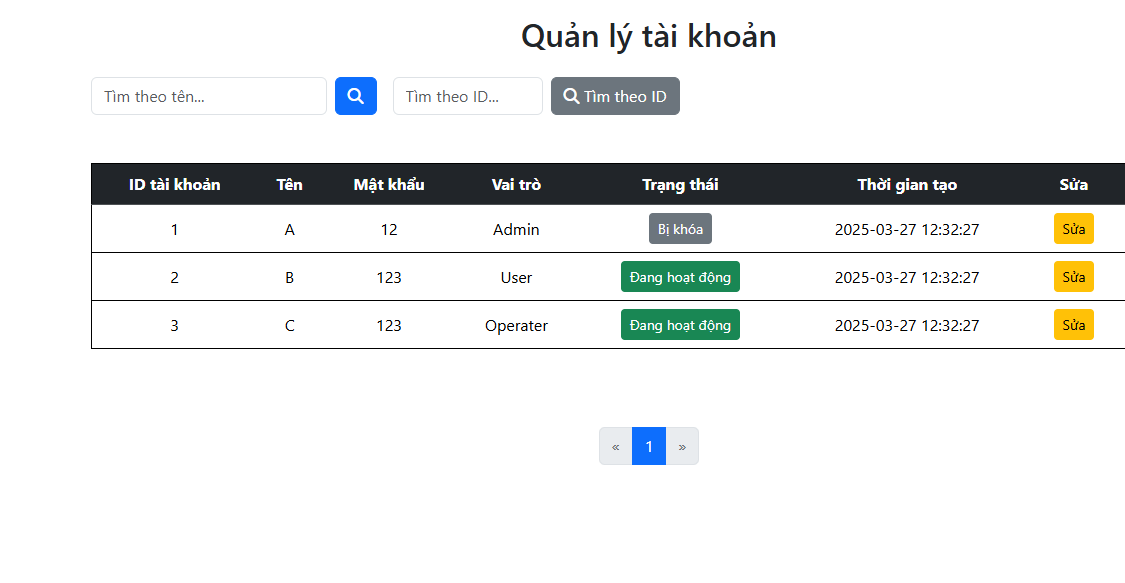 Quản lý tài khoản
Tìm theo tên... Tìm theo ID... Tìm theo ID
ID tài khoản Tên Mật khẩu Vai trò Trạng thái Thời gian tạo Sửa
1 A 12 Admin Bị khóa 2025-03-27 12:32:27 Sửa
2 B 123 User Đang hoạt động 2025-03-27 12:32:27 Sửa
3 C 123 Operater Đang hoạt động 2025-03-27 12:32:27 Sửa
« 1 »